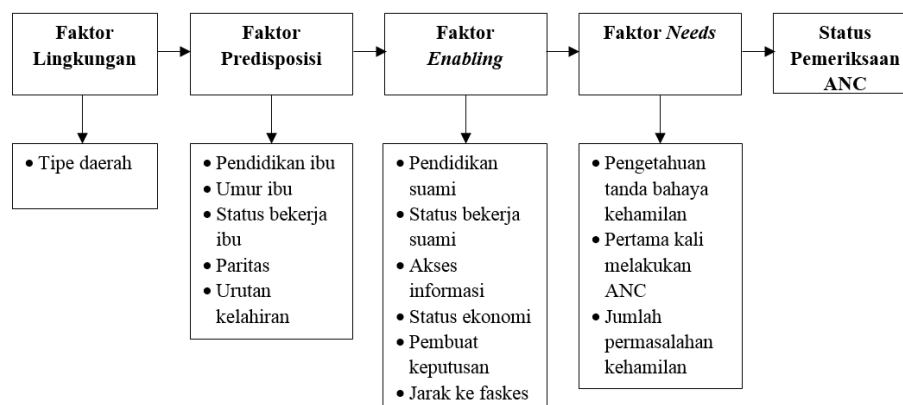 Faktor
Lingkungan
Faktor
Predisposisi
Faktor
Enabling
Faktor Needs
Status
Pemeriksaan
ANC
• Tipe daerah
• Pendidikan ibu
• Umur ibu
• Status bekerja
ibu
• Paritas
• Urutan
kelahiran
• Pendidikan
suami
• Status bekerja
suami
• Akses
informasi
• Status ekonomi
• Pembuat
keputusan
• Jarak ke faskes
• Pengetahuan
tanda bahaya
kehamilan
• Pertama kali
melakukan
ANC
• Jumlah
permasalahan
kehamilan